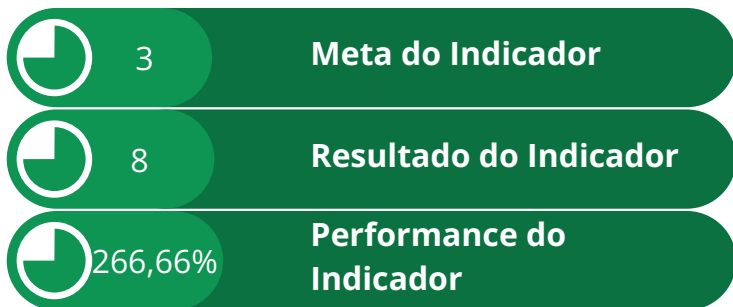 3
Meta do Indicador
8
Resultado do Indicador
266,66%
Performance do
Indicador